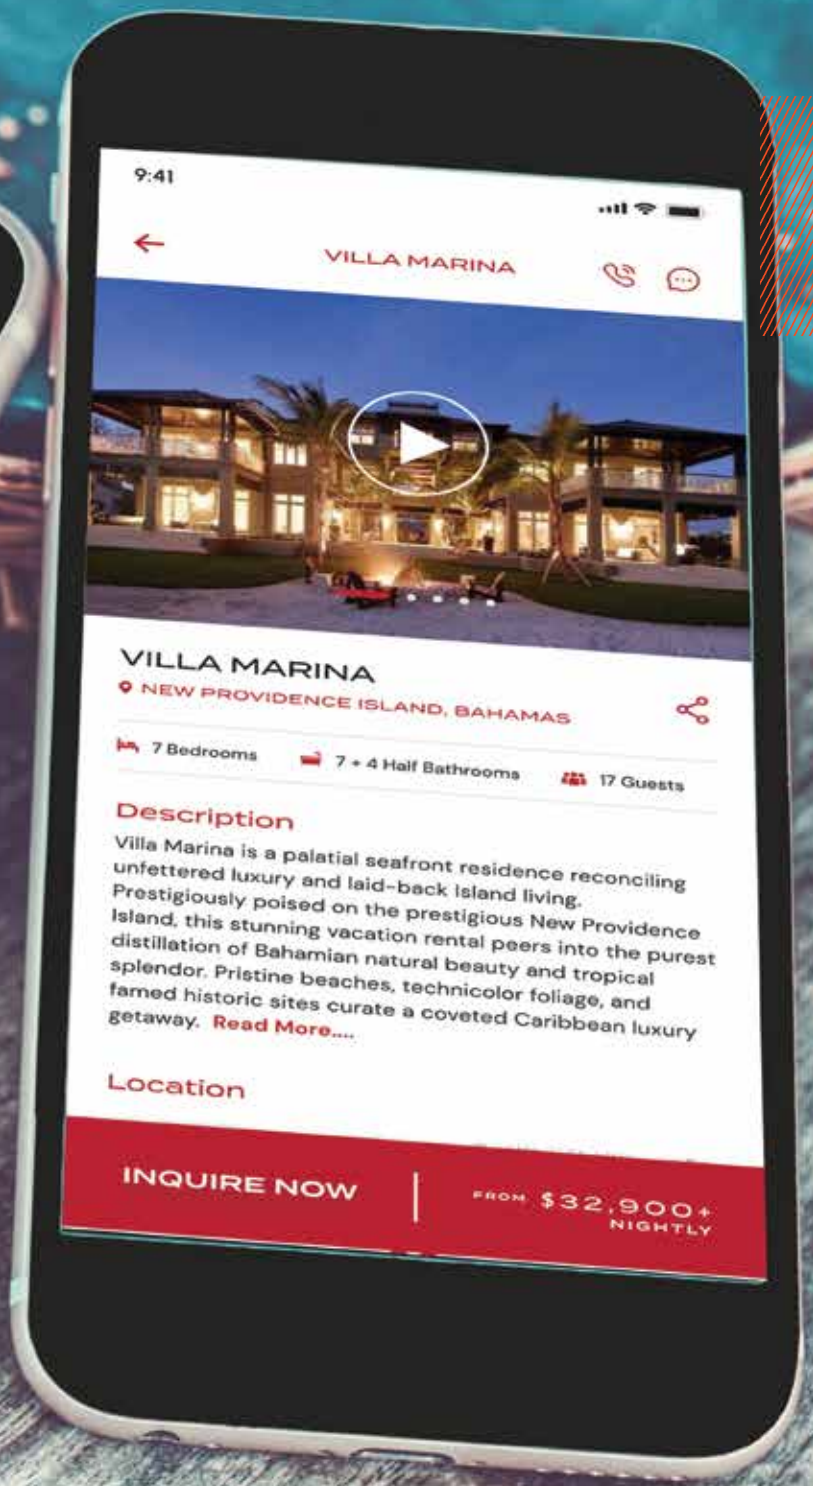 9:41
VILLA MARINA
VILLA MARINA
NEW PROVIDENCE ISLAND, BAHAMAS
7 Bedrooms
7 + 4 Half Bathrooms
17 Guests
Description
Villa Marina is a palatial seafront residence reconciling
unfettered luxury and laid-back Island living.
Prestigiously poised on the prestigious New Providence
Island, this stunning vacation rental peers into the purest
distillation of Bahamian natural beauty and tropical
splendor. Pristine beaches, technicolor foliage, and
famed historic sites curate a coveted Caribbean luxury
getaway. Read More....
Location
INQUIRE NOW
FROM $32,900+
NIGHTLY